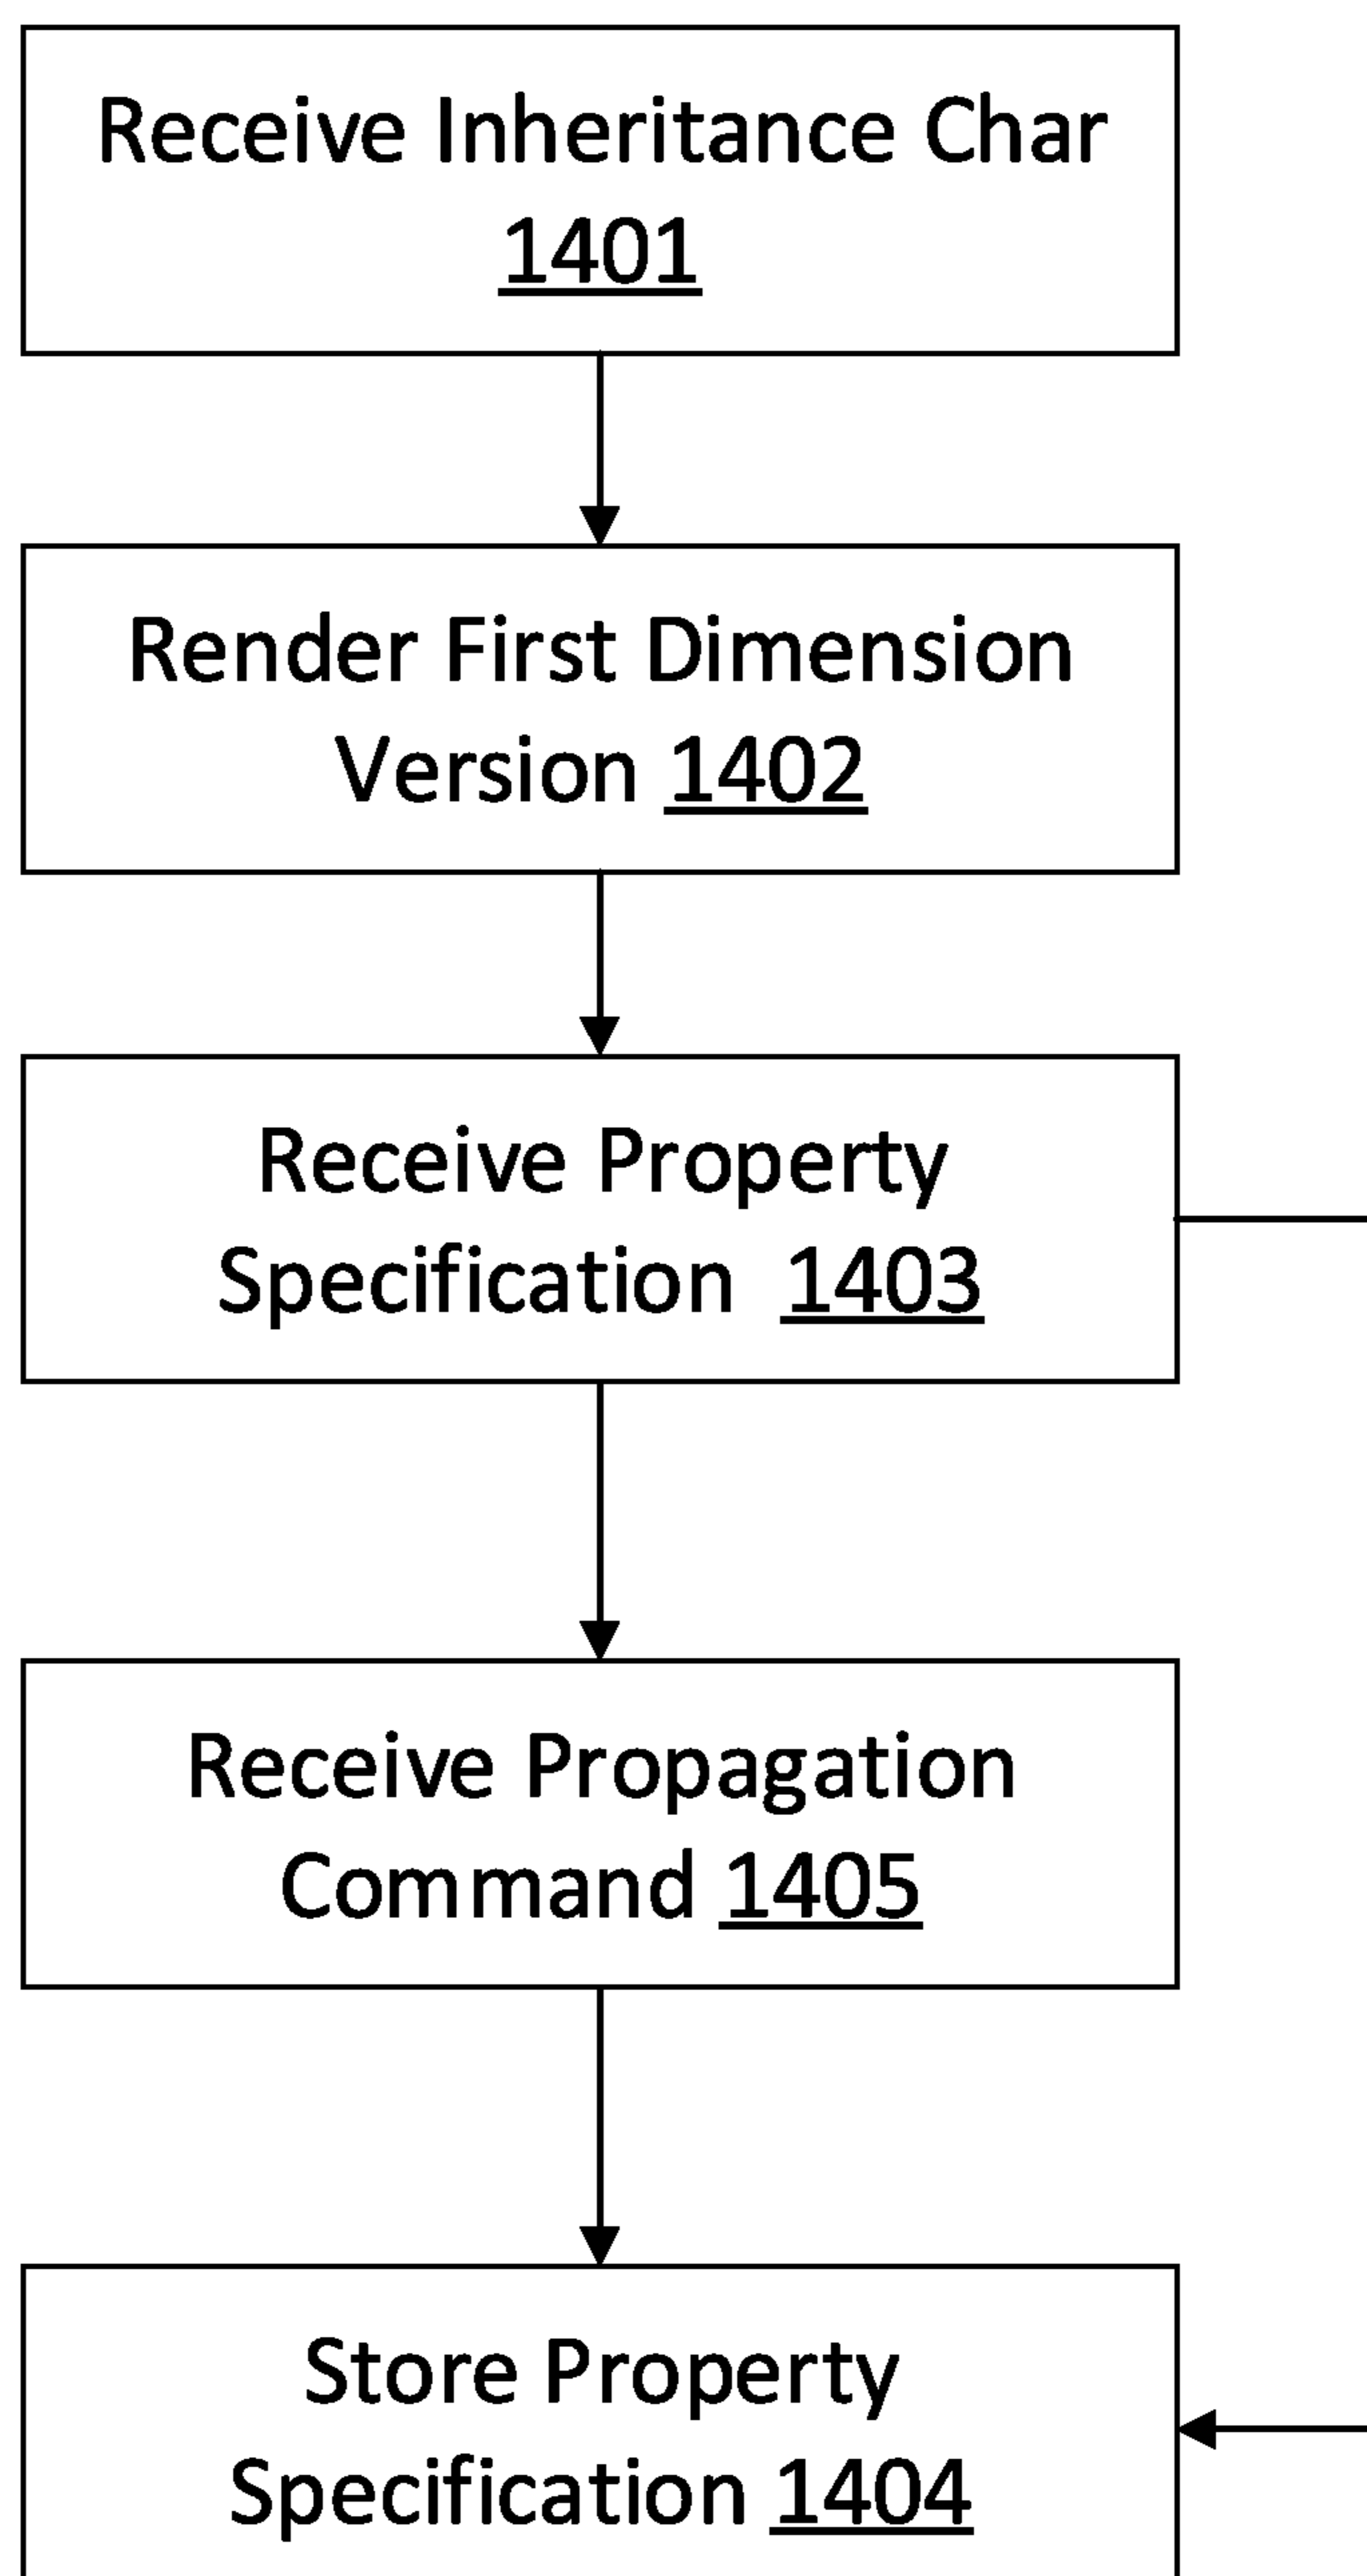 Receive Inheritance Char
1401
Render First Dimension
Version 1402
Receive Property
Specification 1403
Receive Propagation
Command 1405
Store Property
Specification 1404